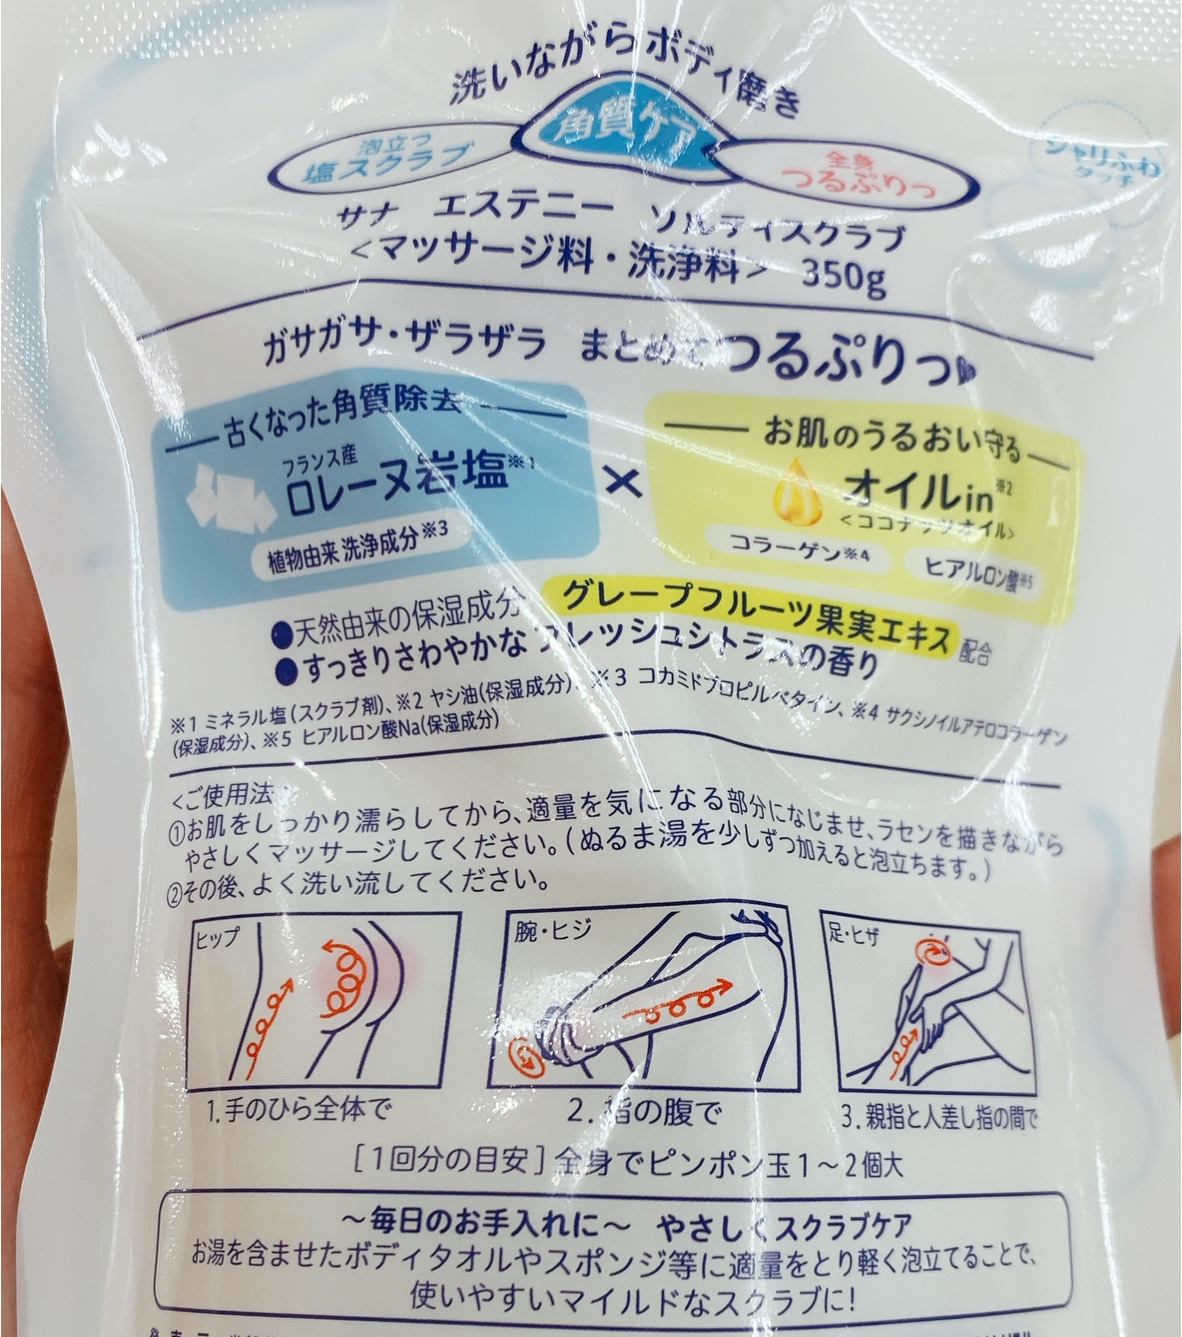 洗いながらボディ磨き
泡立つ
塩スクラブ
角質ケア
全身
つるぷりっ
シャリふわ
タッチ
サナ エステニー ソルティスクラブ
<マッサージ料・洗浄料> 350g
ガサガサ・ザラザラ まとめてつるぷりっ
古くなった角質除去
フランス産
ロレーヌ岩塩※1
植物由来 洗浄成分※3
×
お肌のうるおい守る
オイルin※2
<ココナッツオイル>
コラーゲン※4
ヒアルロン酸※5
●天然由来の保湿成分 グレープフルーツ果実エキス 配合
●すっきりさわやかなフレッシュシトラスの香り
※1 ミネラル塩(スクラブ剤)、※2 ヤシ油(保湿成分)、※3 コカミドプロピルベタイン、※4 サクシノイルアテロコラーゲン
(保湿成分)、※5 ヒアルロン酸Na(保湿成分)
<ご使用法>
①お肌をしっかり濡らしてから、適量を気になる部分になじませ、ラセンを描きながら
やさしくマッサージしてください。(ぬるま湯を少しずつ加えると泡立ちます。)
②その後、よく洗い流してください。
ヒップ
腕・ヒジ
足・ヒザ
1.手のひら全体で
2.指の腹で
3.親指と人差し指の間で
[1回分の目安]全身でピンポン玉1〜2個大
〜毎日のお手入れに〜 やさしくスクラブケア
お湯を含ませたボディタオルやスポンジ等に適量をとり軽く泡立てることで、
使いやすいマイルドなスクラブに!